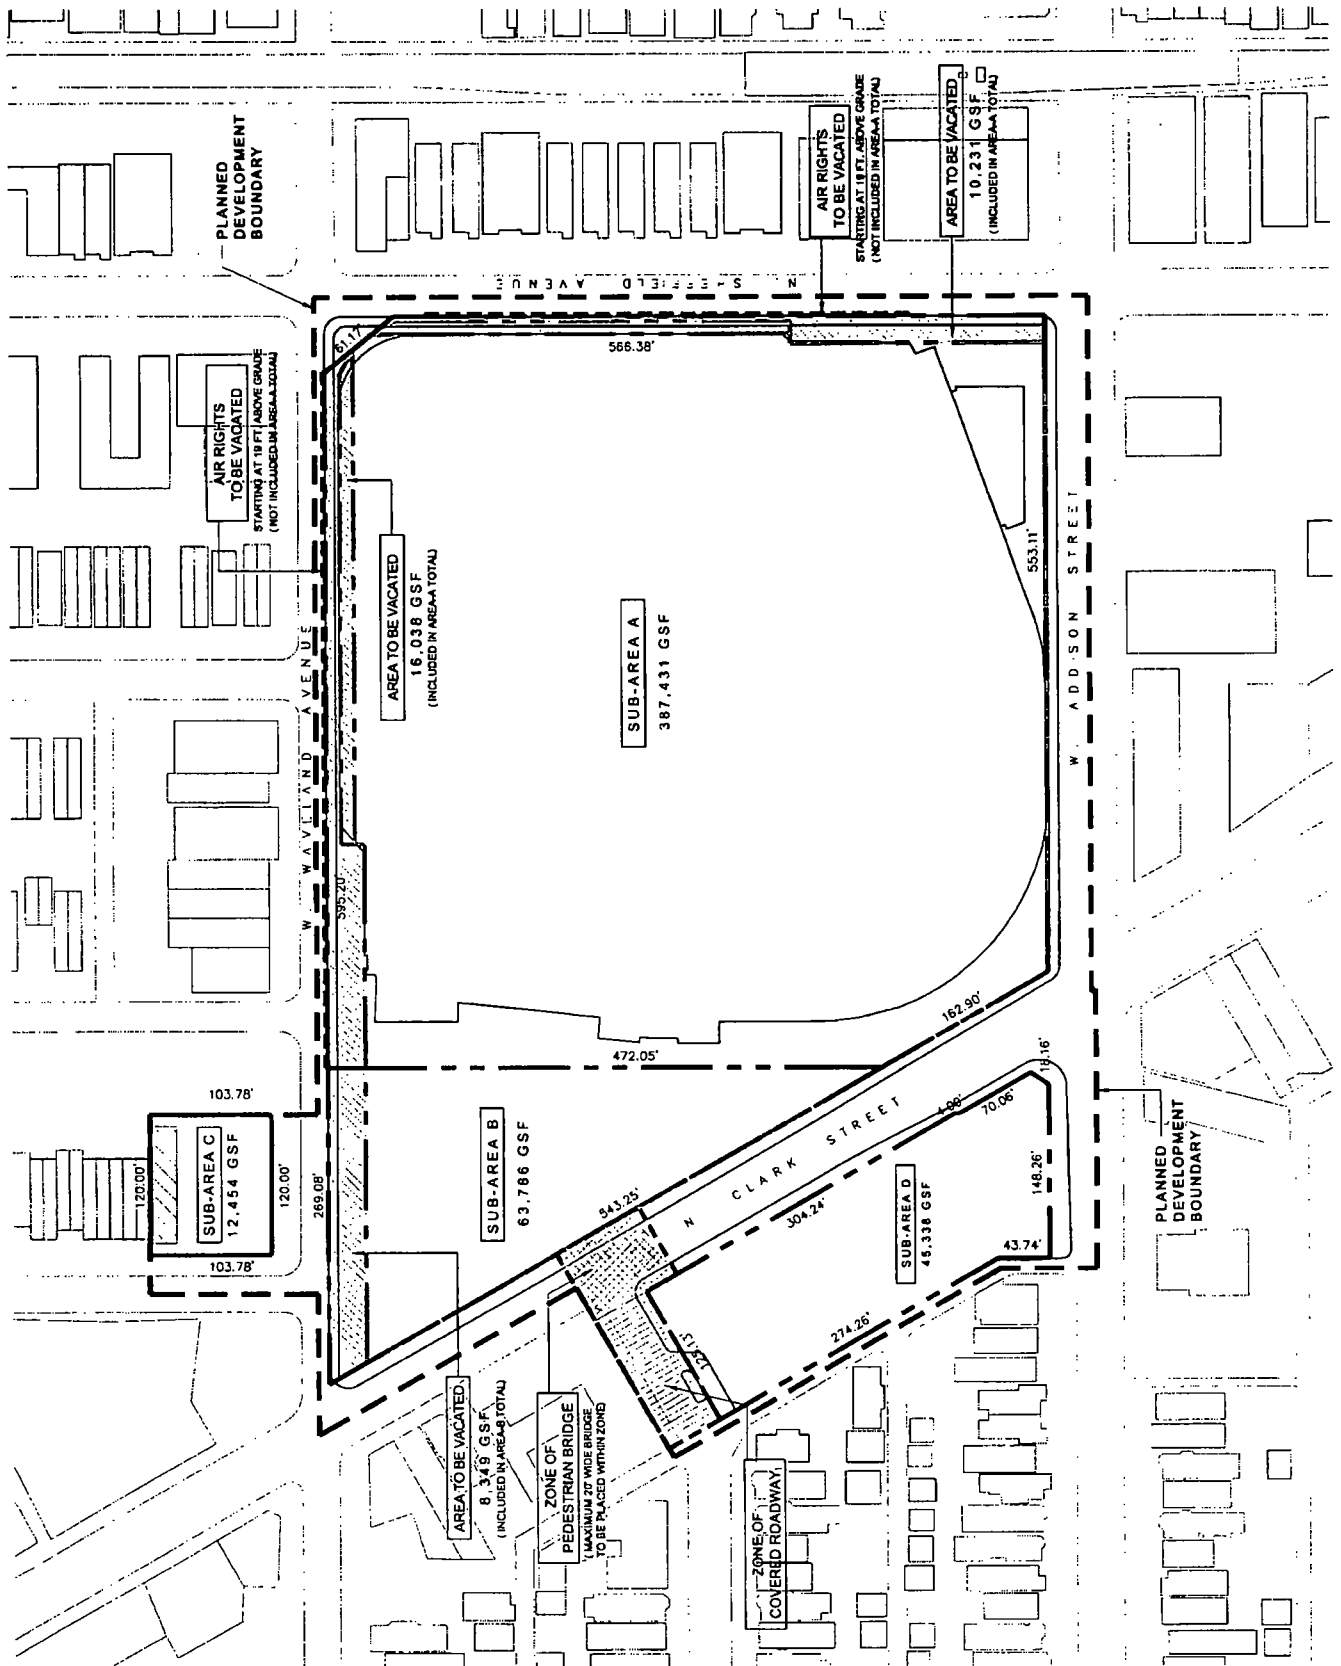 PLANNED
DEVELOPMENT
BOUNDARY
AIR RIGHTS
TO BE VACATED
STARTING AT 19 FT. ABOVE GRADE
(NOT INCLUDED IN AREA-A TOTAL)
AREA TO BE VACATED
10,231 GSF
(INCLUDED IN AREA-A TOTAL)
N. SHEFFIELD AVENUE
AIR RIGHTS
TO BE VACATED
STARTING AT 19 FT. ABOVE GRADE
(NOT INCLUDED IN AREA-A TOTAL)
61.17'
566.38'
AREA TO BE VACATED
16,038 GSF
(INCLUDED IN AREA-A TOTAL)
SUB-AREA A
387,431 GSF
553.11'
W. ADDISON STREET
W. WAVELAND AVENUE
595.20'
162.90'
472.05'
18.16'
103.78'
SUB-AREA C
12,454 GSF
120.00'
120.00'
103.78'
269.08'
SUB-AREA B
63,786 GSF
543.25'
N CLARK STREET
4.00'
70.06'
304.24'
SUB-AREA D
45,338 GSF
148.26'
43.74'
274.26'
125.13'
PLANNED
DEVELOPMENT
BOUNDARY
AREA TO BE VACATED
8,349 GSF
(INCLUDED IN AREA-B TOTAL)
ZONE OF
PEDESTRIAN BRIDGE
(MAXIMUM 20' WIDE BRIDGE
TO BE PLACED WITHIN ZONE)
ZONE OF
COVERED ROADWAY